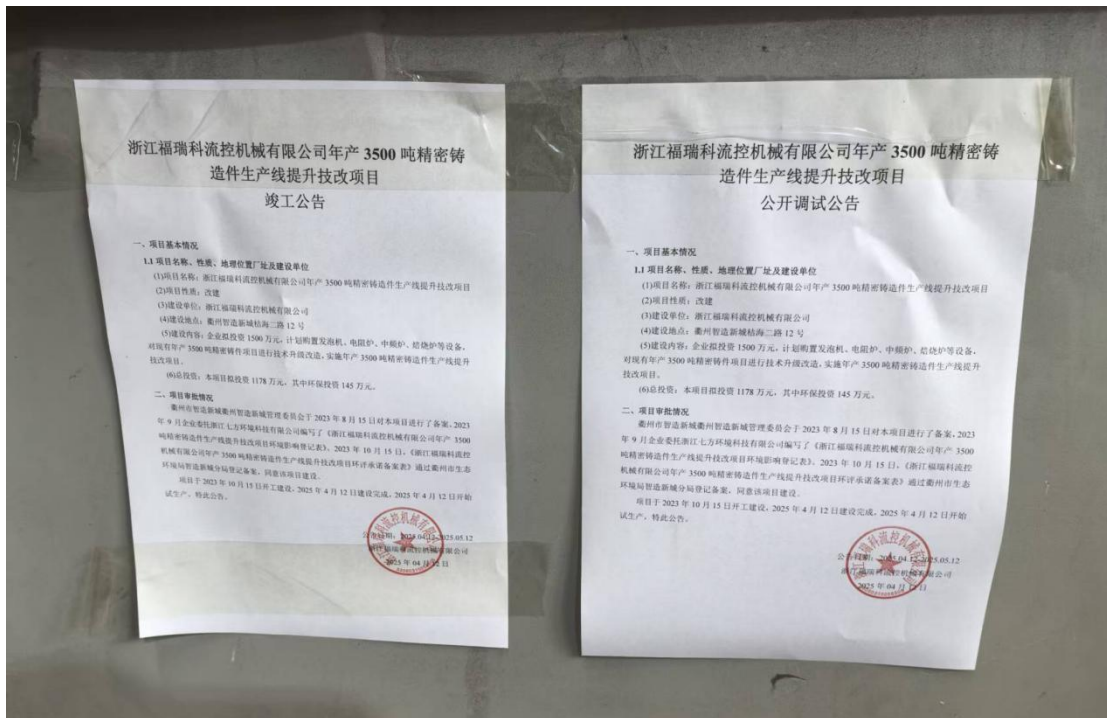 浙江福瑞科流控机械有限公司年产 3500 吨精密铸
造件生产线提升技改项目
竣工公告
一、项目基本情况
1.1 项目名称、性质、地理位置厂址及建设单位
(1)项目名称：浙江福瑞科流控机械有限公司年产 3500 吨精密铸造件生产线提升技改项目
(2)项目性质：改建
(3)建设单位：浙江福瑞科流控机械有限公司
(4)建设地点：衢州智造新城枯海二路 12 号
(5)建设内容：企业拟投资 1500 万元，计划购置发泡机、电阻炉、中频炉、焙烧炉等设备，
对现有年产 3500 吨精密铸件项目进行技术升级改造，实施年产 3500 吨精密铸造件生产线提升
技改项目。
(6)总投资：本项目拟投资 1178 万元，其中环保投资 145 万元。
二、项目审批情况
衢州市智造新城衢州智造新城管理委员会于 2023 年 8 月 15 日对本项目进行了备案，2023
年 9 月企业委托浙江七方环境科技有限公司编写了《浙江福瑞科流控机械有限公司年产 3500
吨精密铸造件生产线提升技改项目环境影响登记表》。2023 年 10 月 15 日，《浙江福瑞科流控
机械有限公司年产 3500 吨精密铸造件生产线提升技改项目环评承诺备案表》通过衢州市生态
环境局智造新城分局登记备案，同意该项目建设。
项目于 2023 年 10 月 15 日开工建设，2025 年 4 月 12 日建设完成，2025 年 4 月 12 日开始
试生产。特此公告。
公告日期：2025.04.12-2025.05.12
浙江福瑞科流控机械有限公司
2025 年 04 月 12 日
浙江福瑞科流控机械有限公司年产 3500 吨精密铸
造件生产线提升技改项目
公开调试公告
一、项目基本情况
1.1 项目名称、性质、地理位置厂址及建设单位
(1)项目名称：浙江福瑞科流控机械有限公司年产 3500 吨精密铸造件生产线提升技改项目
(2)项目性质：改建
(3)建设单位：浙江福瑞科流控机械有限公司
(4)建设地点：衢州智造新城枯海二路 12 号
(5)建设内容：企业拟投资 1500 万元，计划购置发泡机、电阻炉、中频炉、焙烧炉等设备，
对现有年产 3500 吨精密铸件项目进行技术升级改造，实施年产 3500 吨精密铸造件生产线提升
技改项目。
(6)总投资：本项目拟投资 1178 万元，其中环保投资 145 万元。
二、项目审批情况
衢州市智造新城衢州智造新城管理委员会于 2023 年 8 月 15 日对本项目进行了备案，2023
年 9 月企业委托浙江七方环境科技有限公司编写了《浙江福瑞科流控机械有限公司年产 3500
吨精密铸造件生产线提升技改项目环境影响登记表》。2023 年 10 月 15 日，《浙江福瑞科流控
机械有限公司年产 3500 吨精密铸造件生产线提升技改项目环评承诺备案表》通过衢州市生态
环境局智造新城分局登记备案，同意该项目建设。
项目于 2023 年 10 月 15 日开工建设，2025 年 4 月 12 日建设完成，2025 年 4 月 12 日开始
试生产。特此公告。
公告日期：2025.04.12-2025.05.12
浙江福瑞科流控机械有限公司
2025 年 04 月 12 日